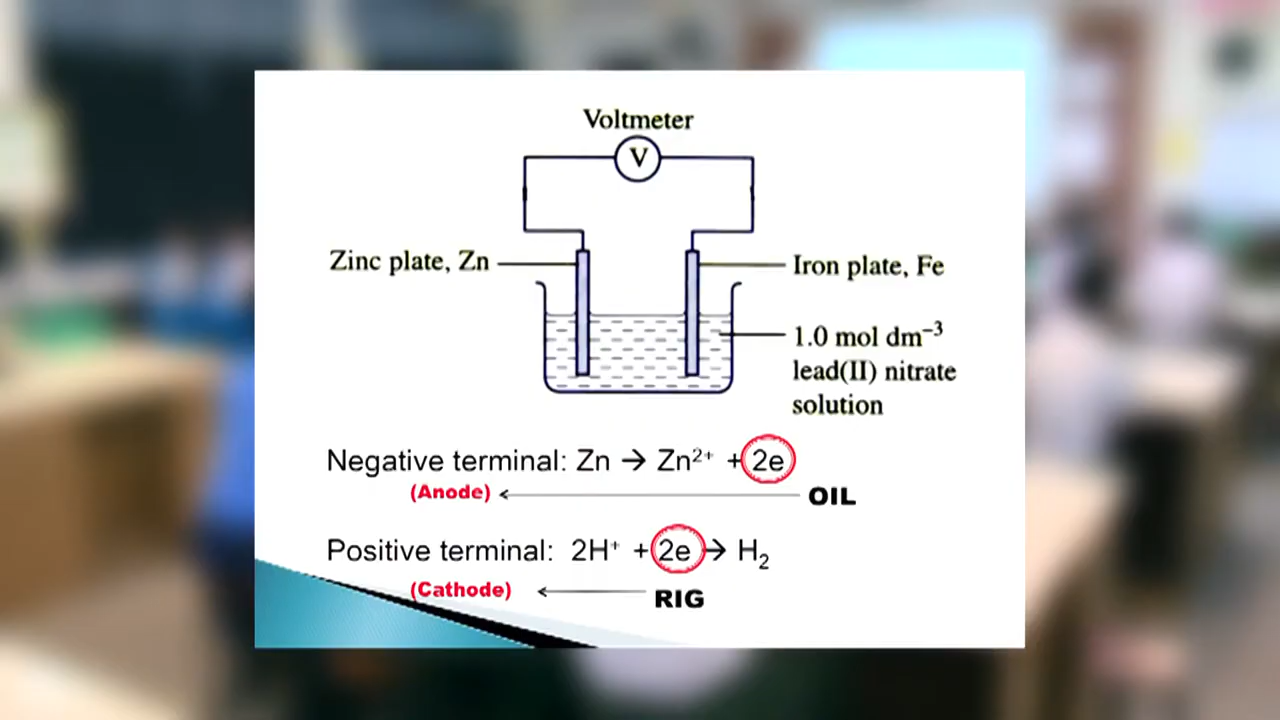 Voltmeter
V
Zinc plate, Zn
Iron plate, Fe
1.0 mol dm⁻³
lead(II) nitrate
solution
Negative terminal: Zn → Zn²⁺ + 2e
(Anode) ← OIL
Positive terminal: 2H⁺ + 2e → H₂
(Cathode) ← RIG